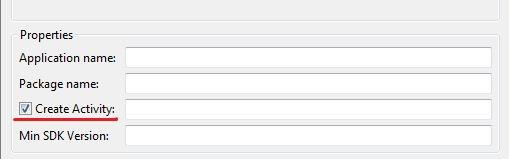 Properties
Application name:
Package name:
Create Activity:
Min SDK Version: